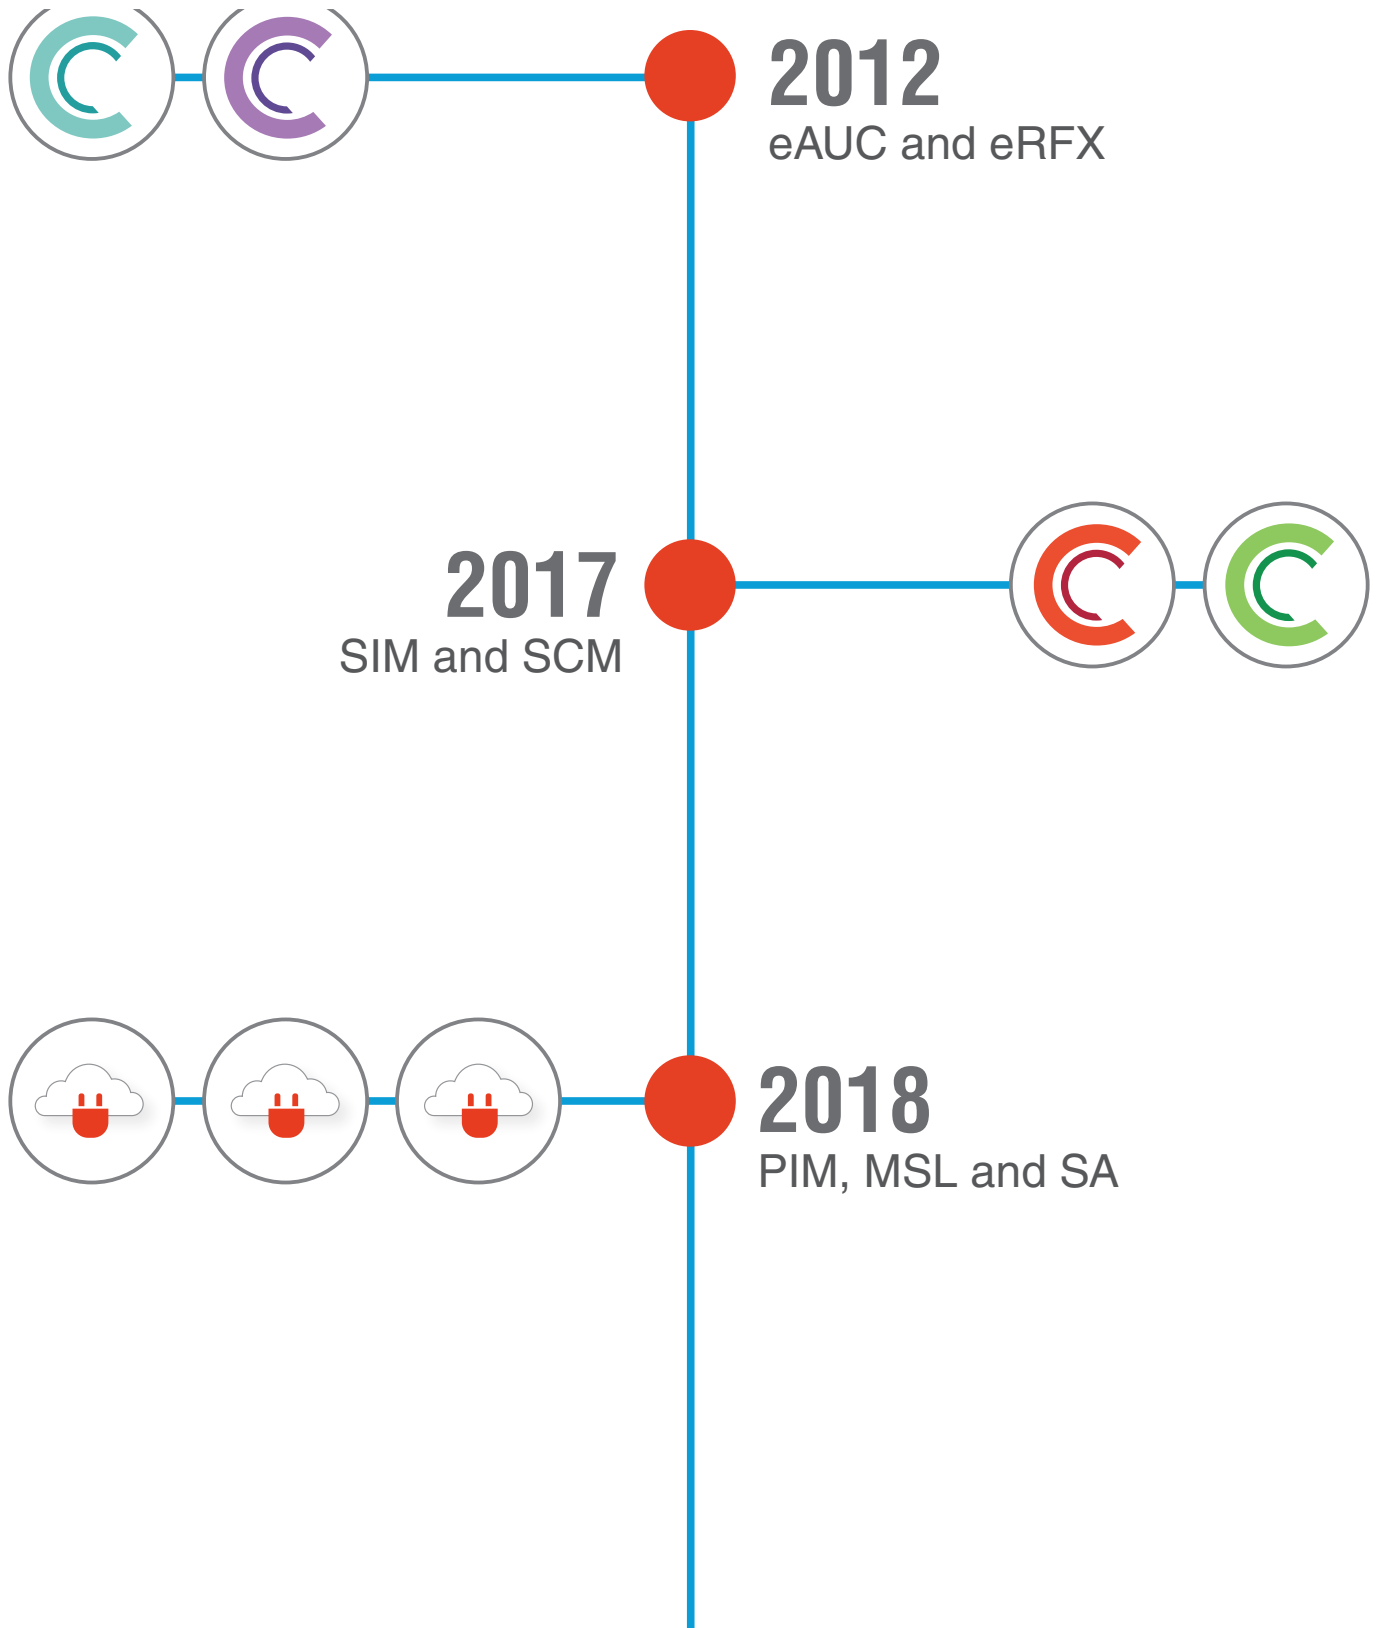 2012
eAUC and eRFX
2017
SIM and SCM
2018
PIM, MSL and SA